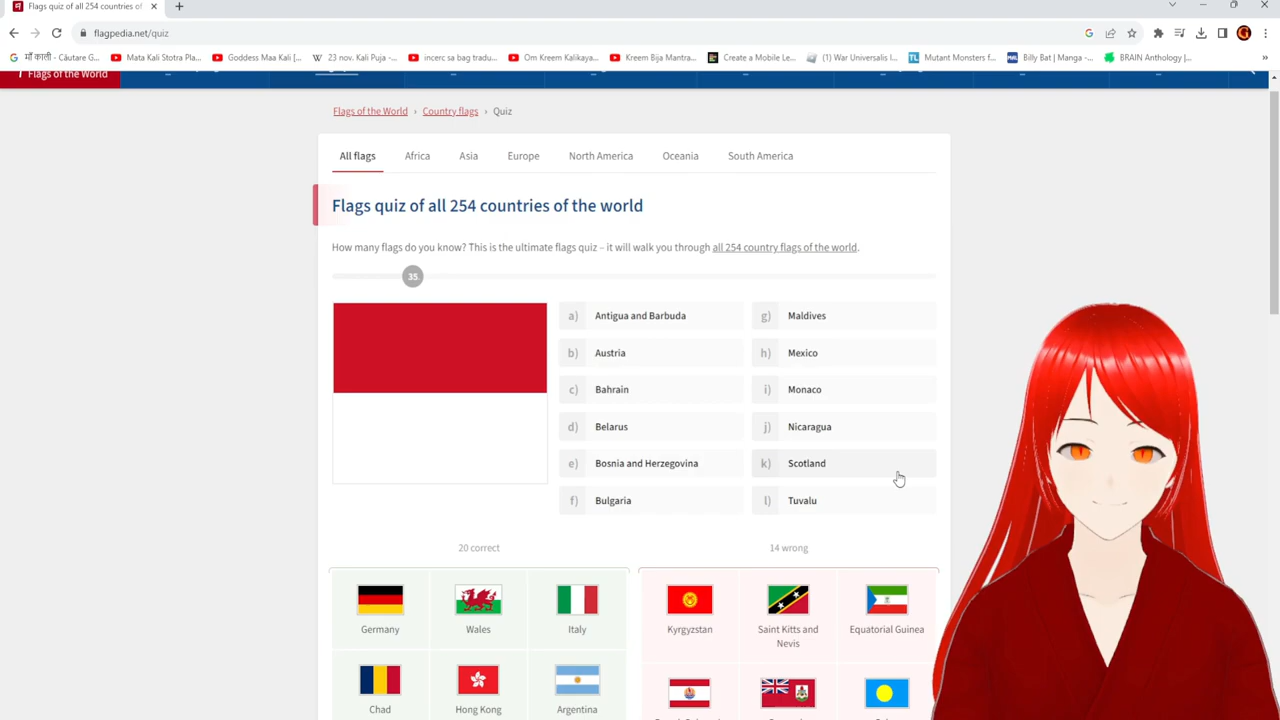 Flags quiz of all 254 countries of
flagpedia.net/quiz
मॉं काली - Căutare G...
Mata Kali Stotra Pla...
Goddess Maa Kali [...
23 nov. Kali Puja -...
incerc sa bag tradu...
Om Kreem Kalikaya...
Kreem Bija Mantra...
Create a Mobile Le...
(1) War Universalis I...
Mutant Monsters f...
Billy Bat | Manga -...
BRAIN Anthology |...
Flags of the World
Flags of the World › Country flags › Quiz
All flags Africa Asia Europe North America Oceania South America
Flags quiz of all 254 countries of the world
How many flags do you know? This is the ultimate flags quiz – it will walk you through all 254 country flags of the world.
35
a) Antigua and Barbuda
b) Austria
c) Bahrain
d) Belarus
e) Bosnia and Herzegovina
f) Bulgaria
g) Maldives
h) Mexico
i) Monaco
j) Nicaragua
k) Scotland
l) Tuvalu
20 correct
14 wrong
Germany Wales Italy
Chad Hong Kong Argentina
Kyrgyzstan Saint Kitts and Nevis Equatorial Guinea